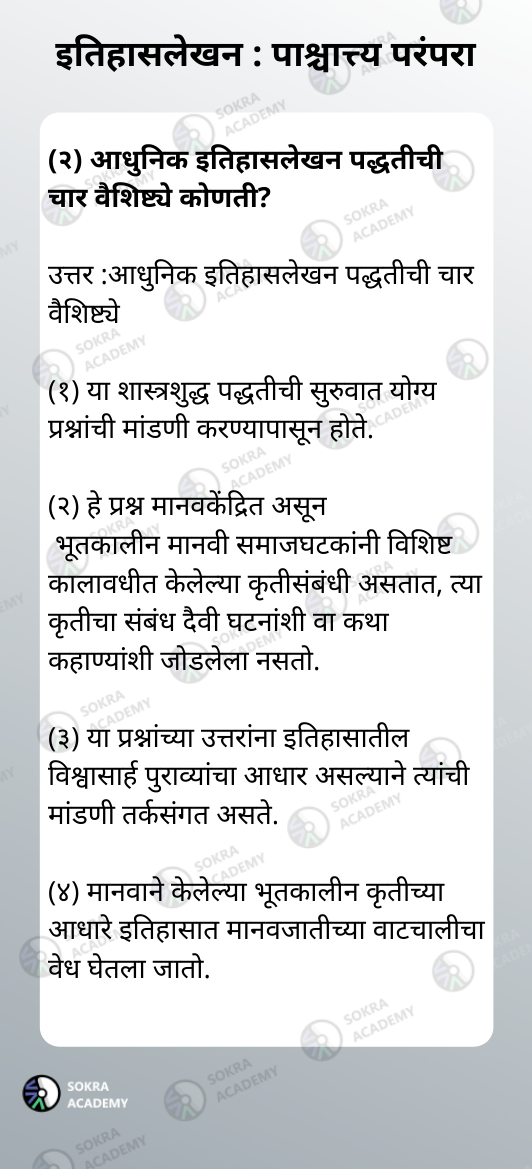 इतिहासलेखन : पाश्चात्त्य परंपरा
(२) आधुनिक इतिहासलेखन पद्धतीची
चार वैशिष्ट्ये कोणती?
उत्तर :आधुनिक इतिहासलेखन पद्धतीची चार
वैशिष्ट्ये
(१) या शास्त्रशुद्ध पद्धतीची सुरुवात योग्य
प्रश्नांची मांडणी करण्यापासून होते.
(२) हे प्रश्न मानवकेंद्रित असून
भूतकालीन मानवी समाजघटकांनी विशिष्ट
कालावधीत केलेल्या कृतीसंबंधी असतात, त्या
कृतीचा संबंध दैवी घटनांशी वा कथा
कहाण्यांशी जोडलेला नसतो.
(३) या प्रश्नांच्या उत्तरांना इतिहासातील
विश्वासार्ह पुराव्यांचा आधार असल्याने त्यांची
मांडणी तर्कसंगत असते.
(४) मानवाने केलेल्या भूतकालीन कृतीच्या
आधारे इतिहासात मानवजातीच्या वाटचालीचा
वेध घेतला जातो.
SOKRA
ACADEMY